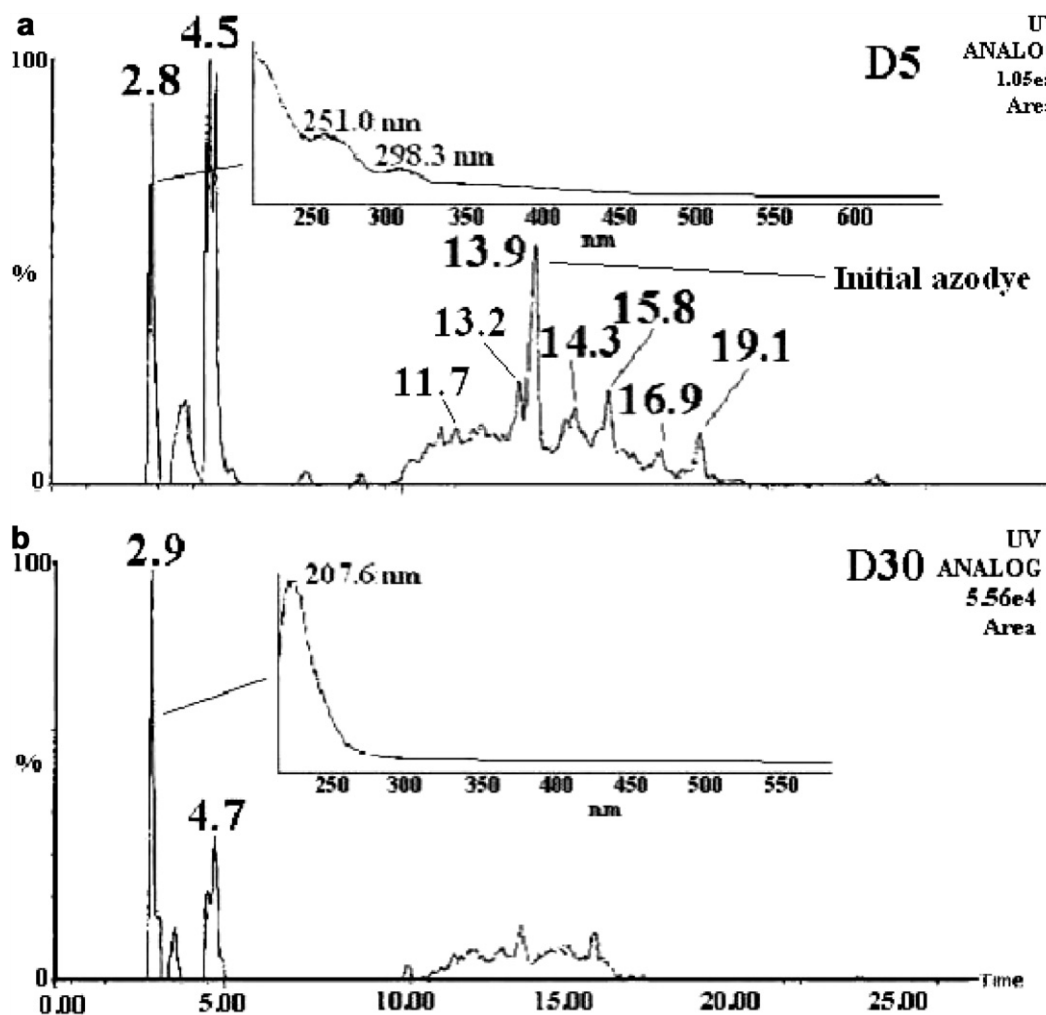 a
4.5
2.8
100
D5
UV
ANALOG
Area
251.0 nm
298.3 nm
250 300 350 400 450 500 550 600
nm
%
13.9
Initial azodye
13.2
15.8
14.3
19.1
11.7
16.9
0
b
2.9
100
D30
UV
ANALOG
5.56e4
Area
207.6 nm
250 300 350 400 450 500 550
nm
%
4.7
0
Time
0.00 5.00 10.00 15.00 20.00 25.00